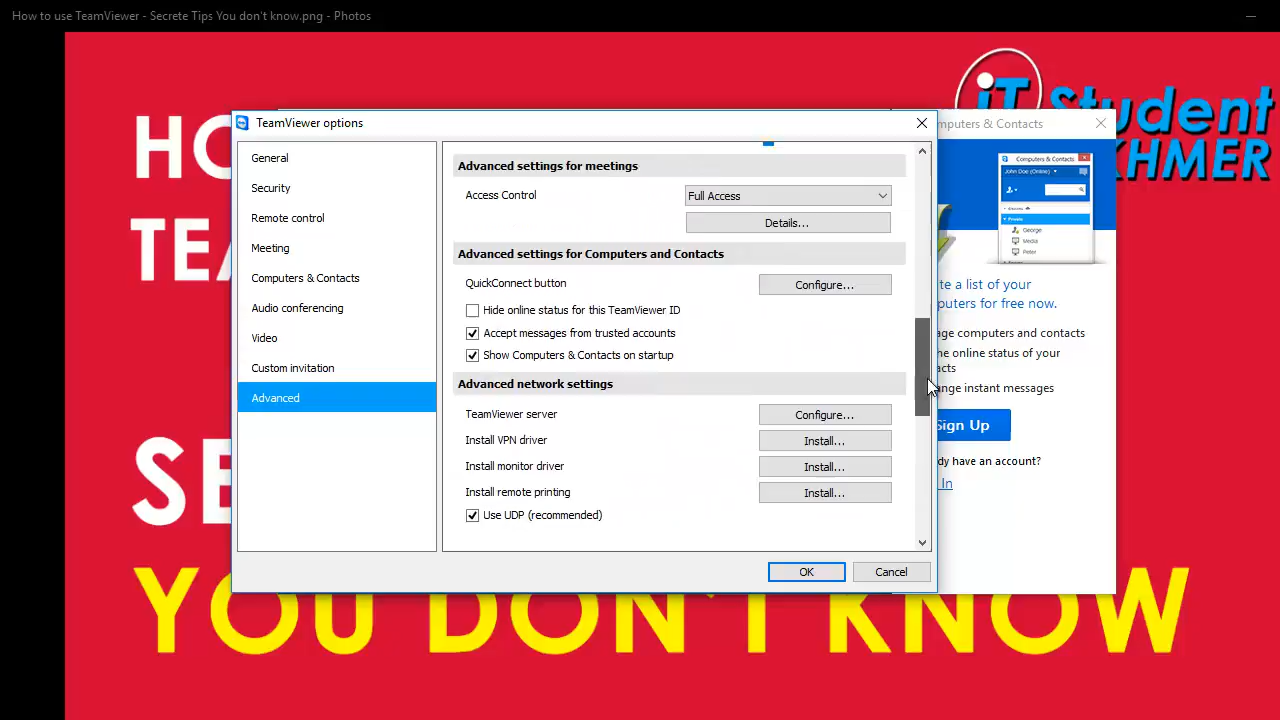 How to use TeamViewer - Secrete Tips You don't know.png - Photos
HO
TEA
SE
YOU DON'T KNOW
iT Student
KHMER
TeamViewer options
General
Security
Remote control
Meeting
Computers & Contacts
Audio conferencing
Video
Custom invitation
Advanced
Advanced settings for meetings
Access Control
Full Access
Details...
Advanced settings for Computers and Contacts
QuickConnect button
Configure...
Hide online status for this TeamViewer ID
Accept messages from trusted accounts
Show Computers & Contacts on startup
Advanced network settings
TeamViewer server
Configure...
Install VPN driver
Install...
Install monitor driver
Install...
Install remote printing
Install...
Use UDP (recommended)
OK
Cancel
mputers & Contacts
Computers & Contacts
John Doe (Online)
George
Media
Peter
te a list of your
puters for free now.
age computers and contacts
he online status of your
acts
nge instant messages
Sign Up
dy have an account?
In